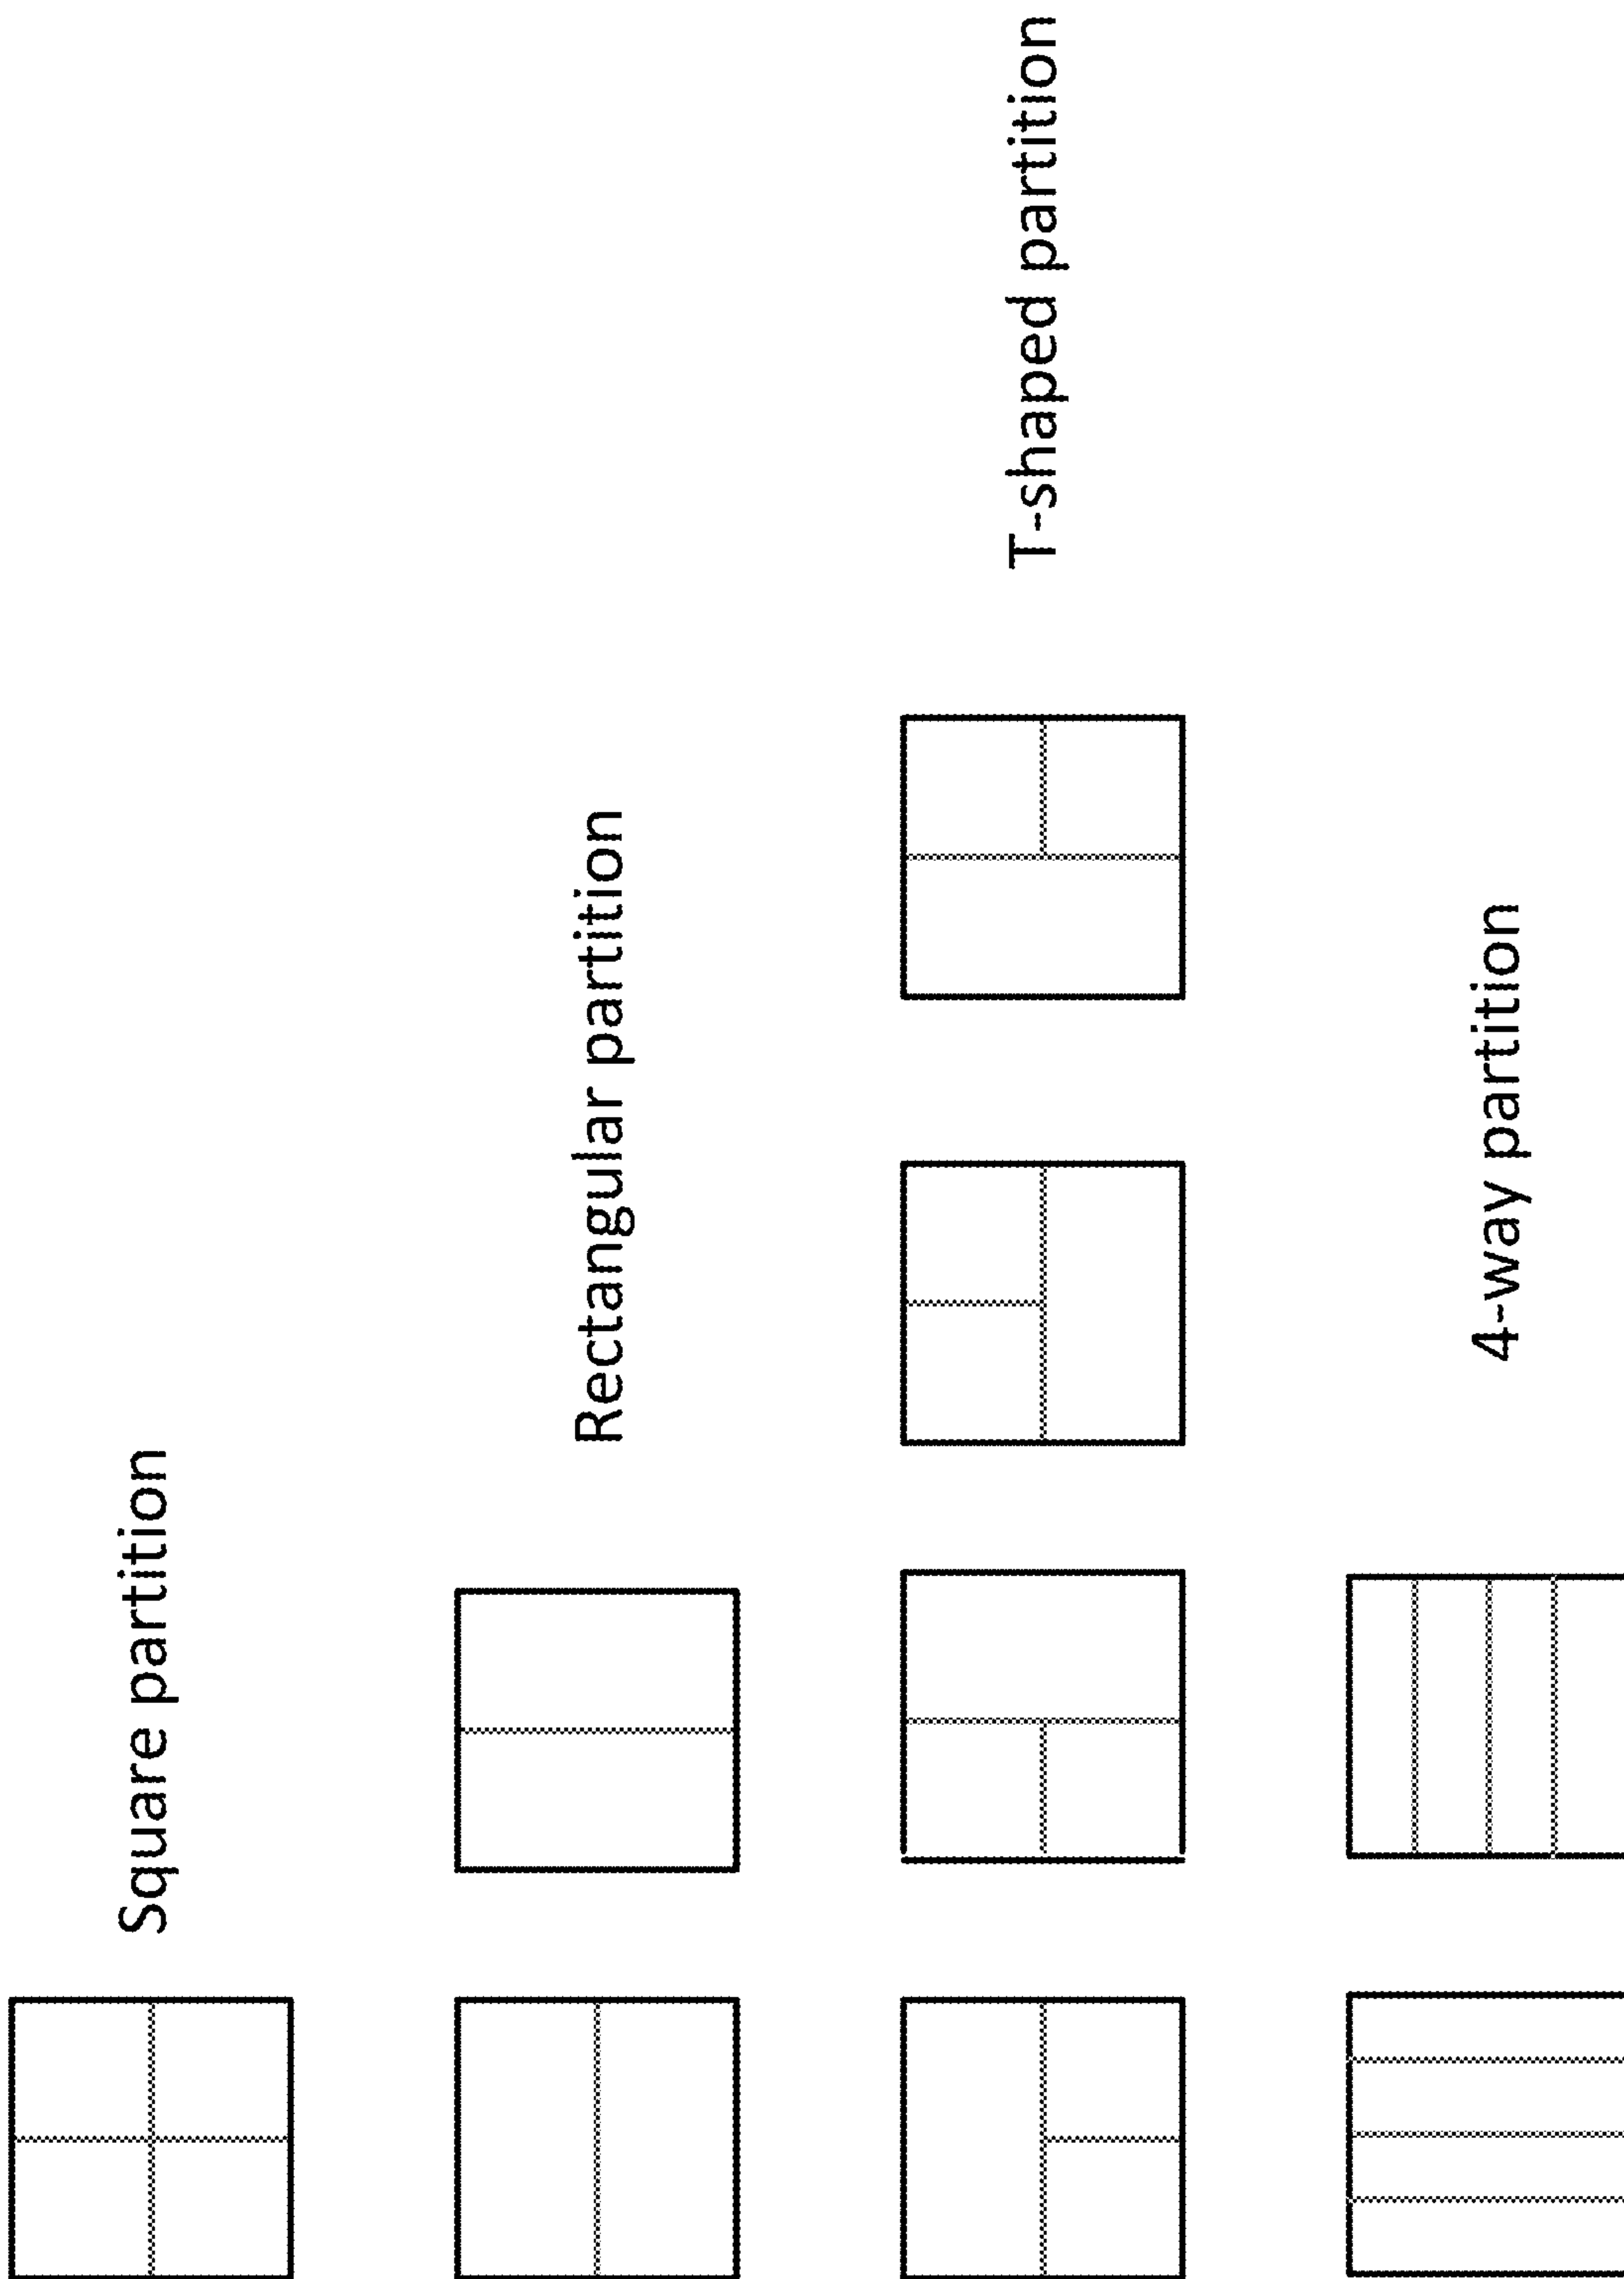 Square partition
Rectangular partition
T-shaped partition
4-way partition